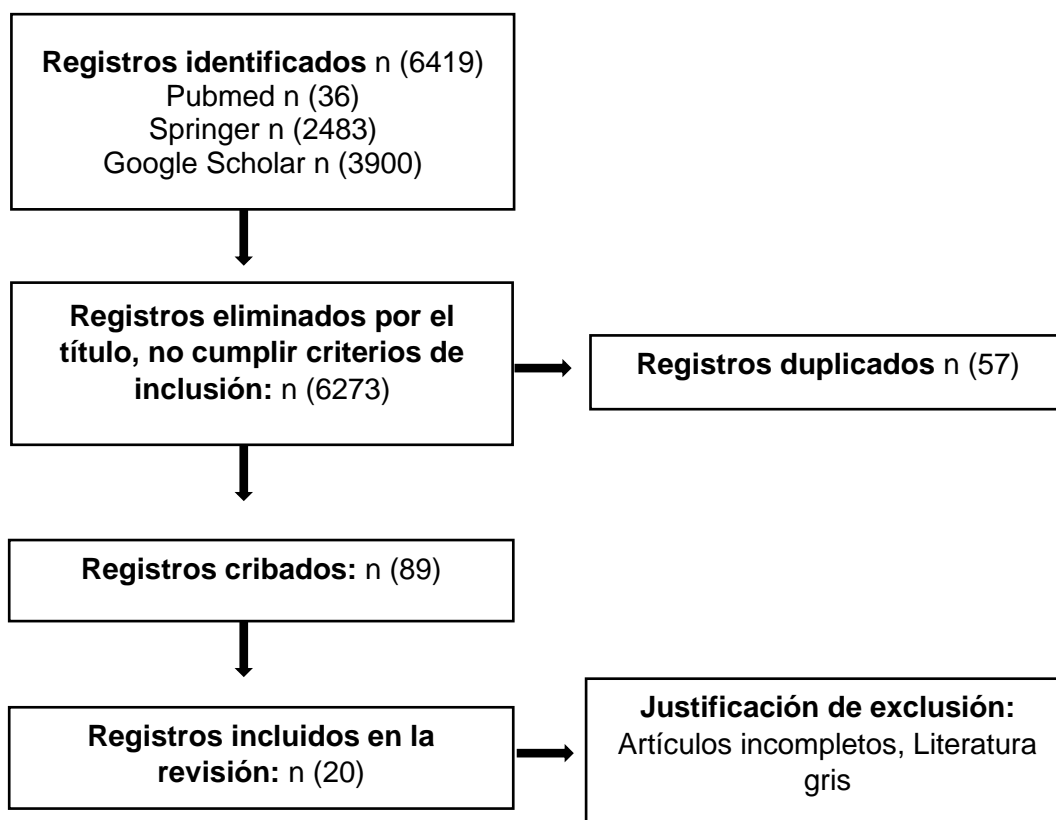 Registros identificados n (6419)
Pubmed n (36)
Springer n (2483)
Google Scholar n (3900)
Registros eliminados por el
título, no cumplir criterios de
inclusión: n (6273)
Registros duplicados n (57)
Registros cribados: n (89)
Registros incluidos en la
revisión: n (20)
Justificación de exclusión:
Artículos incompletos, Literatura
gris